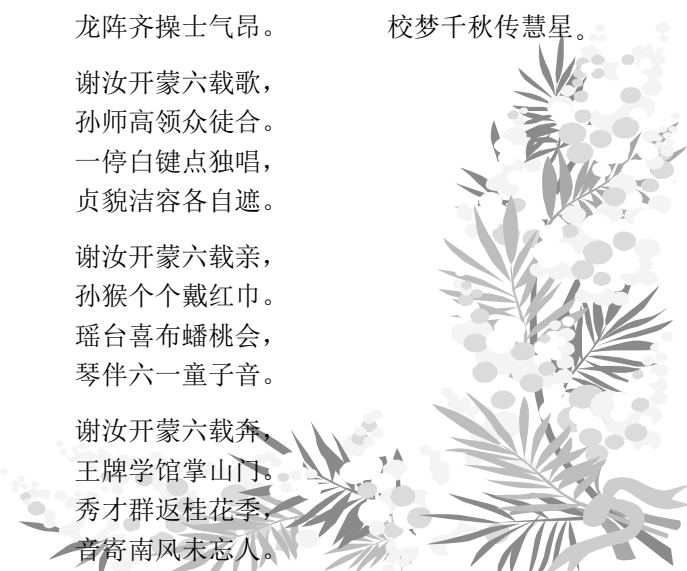 龙阵齐操士气昂。
谢汝开蒙六载歌，
孙师高领众徒合。
一停白键点独唱，
贞貌洁容各自遮。
谢汝开蒙六载亲，
孙猴个个戴红巾。
瑶台喜布蟠桃会，
琴伴六一童子音。
谢汝开蒙六载奔，
王牌学馆掌山门。
秀才群返桂花季，
音寄南风未忘人。
校梦千秋传慧星。